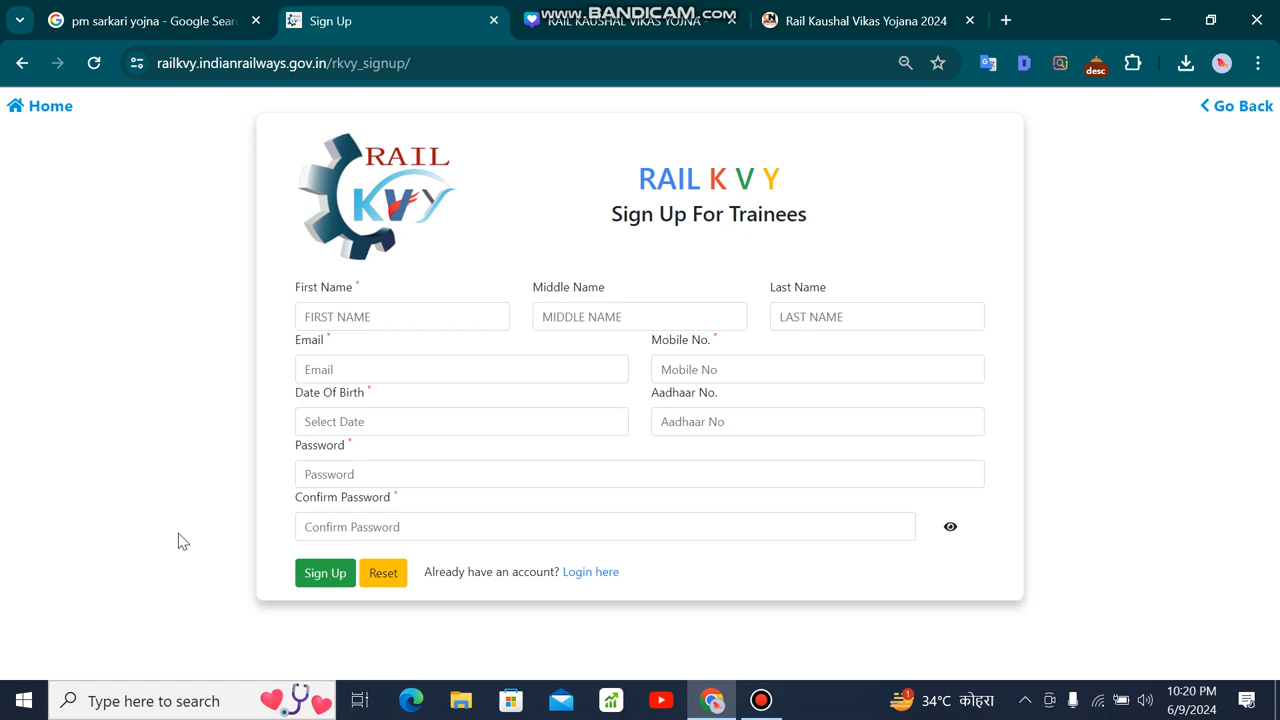 www.BANDICAM.com
pm sarkari yojna - Google Sear
Sign Up
RAIL KAUSHAL VIKAS YOJNA -
Rail Kaushal Vikas Yojana 2024
railkvy.indianrailways.gov.in/rkvy_signup/
desc
Home
Go Back
RAIL
KVY
RAIL K V Y
Sign Up For Trainees
First Name *
Middle Name
Last Name
FIRST NAME
MIDDLE NAME
LAST NAME
Email *
Mobile No. *
Email
Mobile No
Date Of Birth *
Aadhaar No.
Select Date
Aadhaar No
Password *
Password
Confirm Password *
Confirm Password
Sign Up
Reset
Already have an account? Login here
Type here to search
1
34°C कोहरा
10:20 PM
6/9/2024